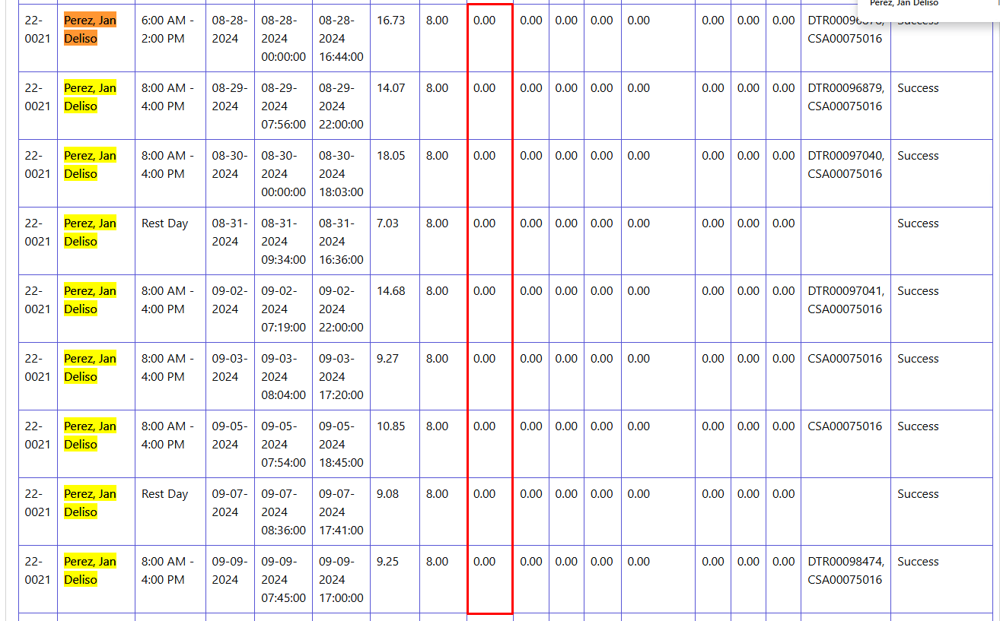 Perez, Jan Deliso
22- Perez, Jan 6:00 AM - 08-28- 08-28- 08-28- 16.73 8.00 0.00 0.00 0.00 0.00 0.00 0.00 0.00 0.00 Success
0021 Deliso 2:00 PM 2024 2024 2024 CSA00075016
00:00:00 16:44:00
22- Perez, Jan 8:00 AM - 08-29- 08-29- 08-29- 14.07 8.00 0.00 0.00 0.00 0.00 0.00 0.00 0.00 0.00 DTR00096879, Success
0021 Deliso 4:00 PM 2024 2024 2024 CSA00075016
07:56:00 22:00:00
22- Perez, Jan 8:00 AM - 08-30- 08-30- 08-30- 18.05 8.00 0.00 0.00 0.00 0.00 0.00 0.00 0.00 0.00 DTR00097040, Success
0021 Deliso 4:00 PM 2024 2024 2024 CSA00075016
00:00:00 18:03:00
22- Perez, Jan Rest Day 08-31- 08-31- 08-31- 7.03 8.00 0.00 0.00 0.00 0.00 0.00 0.00 0.00 0.00 Success
0021 Deliso 2024 2024 2024
09:34:00 16:36:00
22- Perez, Jan 8:00 AM - 09-02- 09-02- 09-02- 14.68 8.00 0.00 0.00 0.00 0.00 0.00 0.00 0.00 0.00 DTR00097041, Success
0021 Deliso 4:00 PM 2024 2024 2024 CSA00075016
07:19:00 22:00:00
22- Perez, Jan 8:00 AM - 09-03- 09-03- 09-03- 9.27 8.00 0.00 0.00 0.00 0.00 0.00 0.00 0.00 0.00 CSA00075016 Success
0021 Deliso 4:00 PM 2024 2024 2024
08:04:00 17:20:00
22- Perez, Jan 8:00 AM - 09-05- 09-05- 09-05- 10.85 8.00 0.00 0.00 0.00 0.00 0.00 0.00 0.00 0.00 CSA00075016 Success
0021 Deliso 4:00 PM 2024 2024 2024
07:54:00 18:45:00
22- Perez, Jan Rest Day 09-07- 09-07- 09-07- 9.08 8.00 0.00 0.00 0.00 0.00 0.00 0.00 0.00 0.00 Success
0021 Deliso 2024 2024 2024
08:36:00 17:41:00
22- Perez, Jan 8:00 AM - 09-09- 09-09- 09-09- 9.25 8.00 0.00 0.00 0.00 0.00 0.00 0.00 0.00 0.00 DTR00098474, Success
0021 Deliso 4:00 PM 2024 2024 2024 CSA00075016
07:45:00 17:00:00